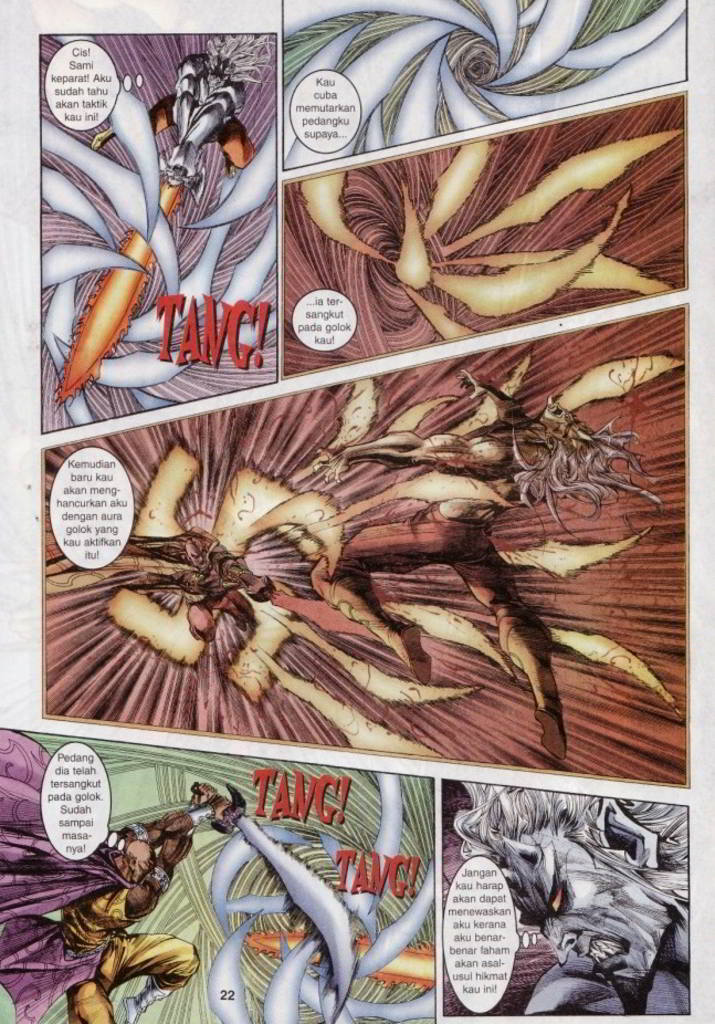 Cis!
Sami
keparat! Aku
sudah tahu
akan taktik
kau ini!
TANG!
Kau
cuba
memutarkan
pedangku
supaya...
...ia ter-
sangkut
pada golok
kau!
Kemudian
baru kau
akan meng-
hancurkan aku
dengan aura
golok yang
kau aktifkan
itu!
Pedang
dia telah
tersangkut
pada golok.
Sudah
sampai
masa-
nya!
TANG!
TANG!
Jangan
kau harap
akan dapat
menewaskan
aku kerana
aku benar-
benar faham
akan asal-
usul hikmat
kau ini!
22